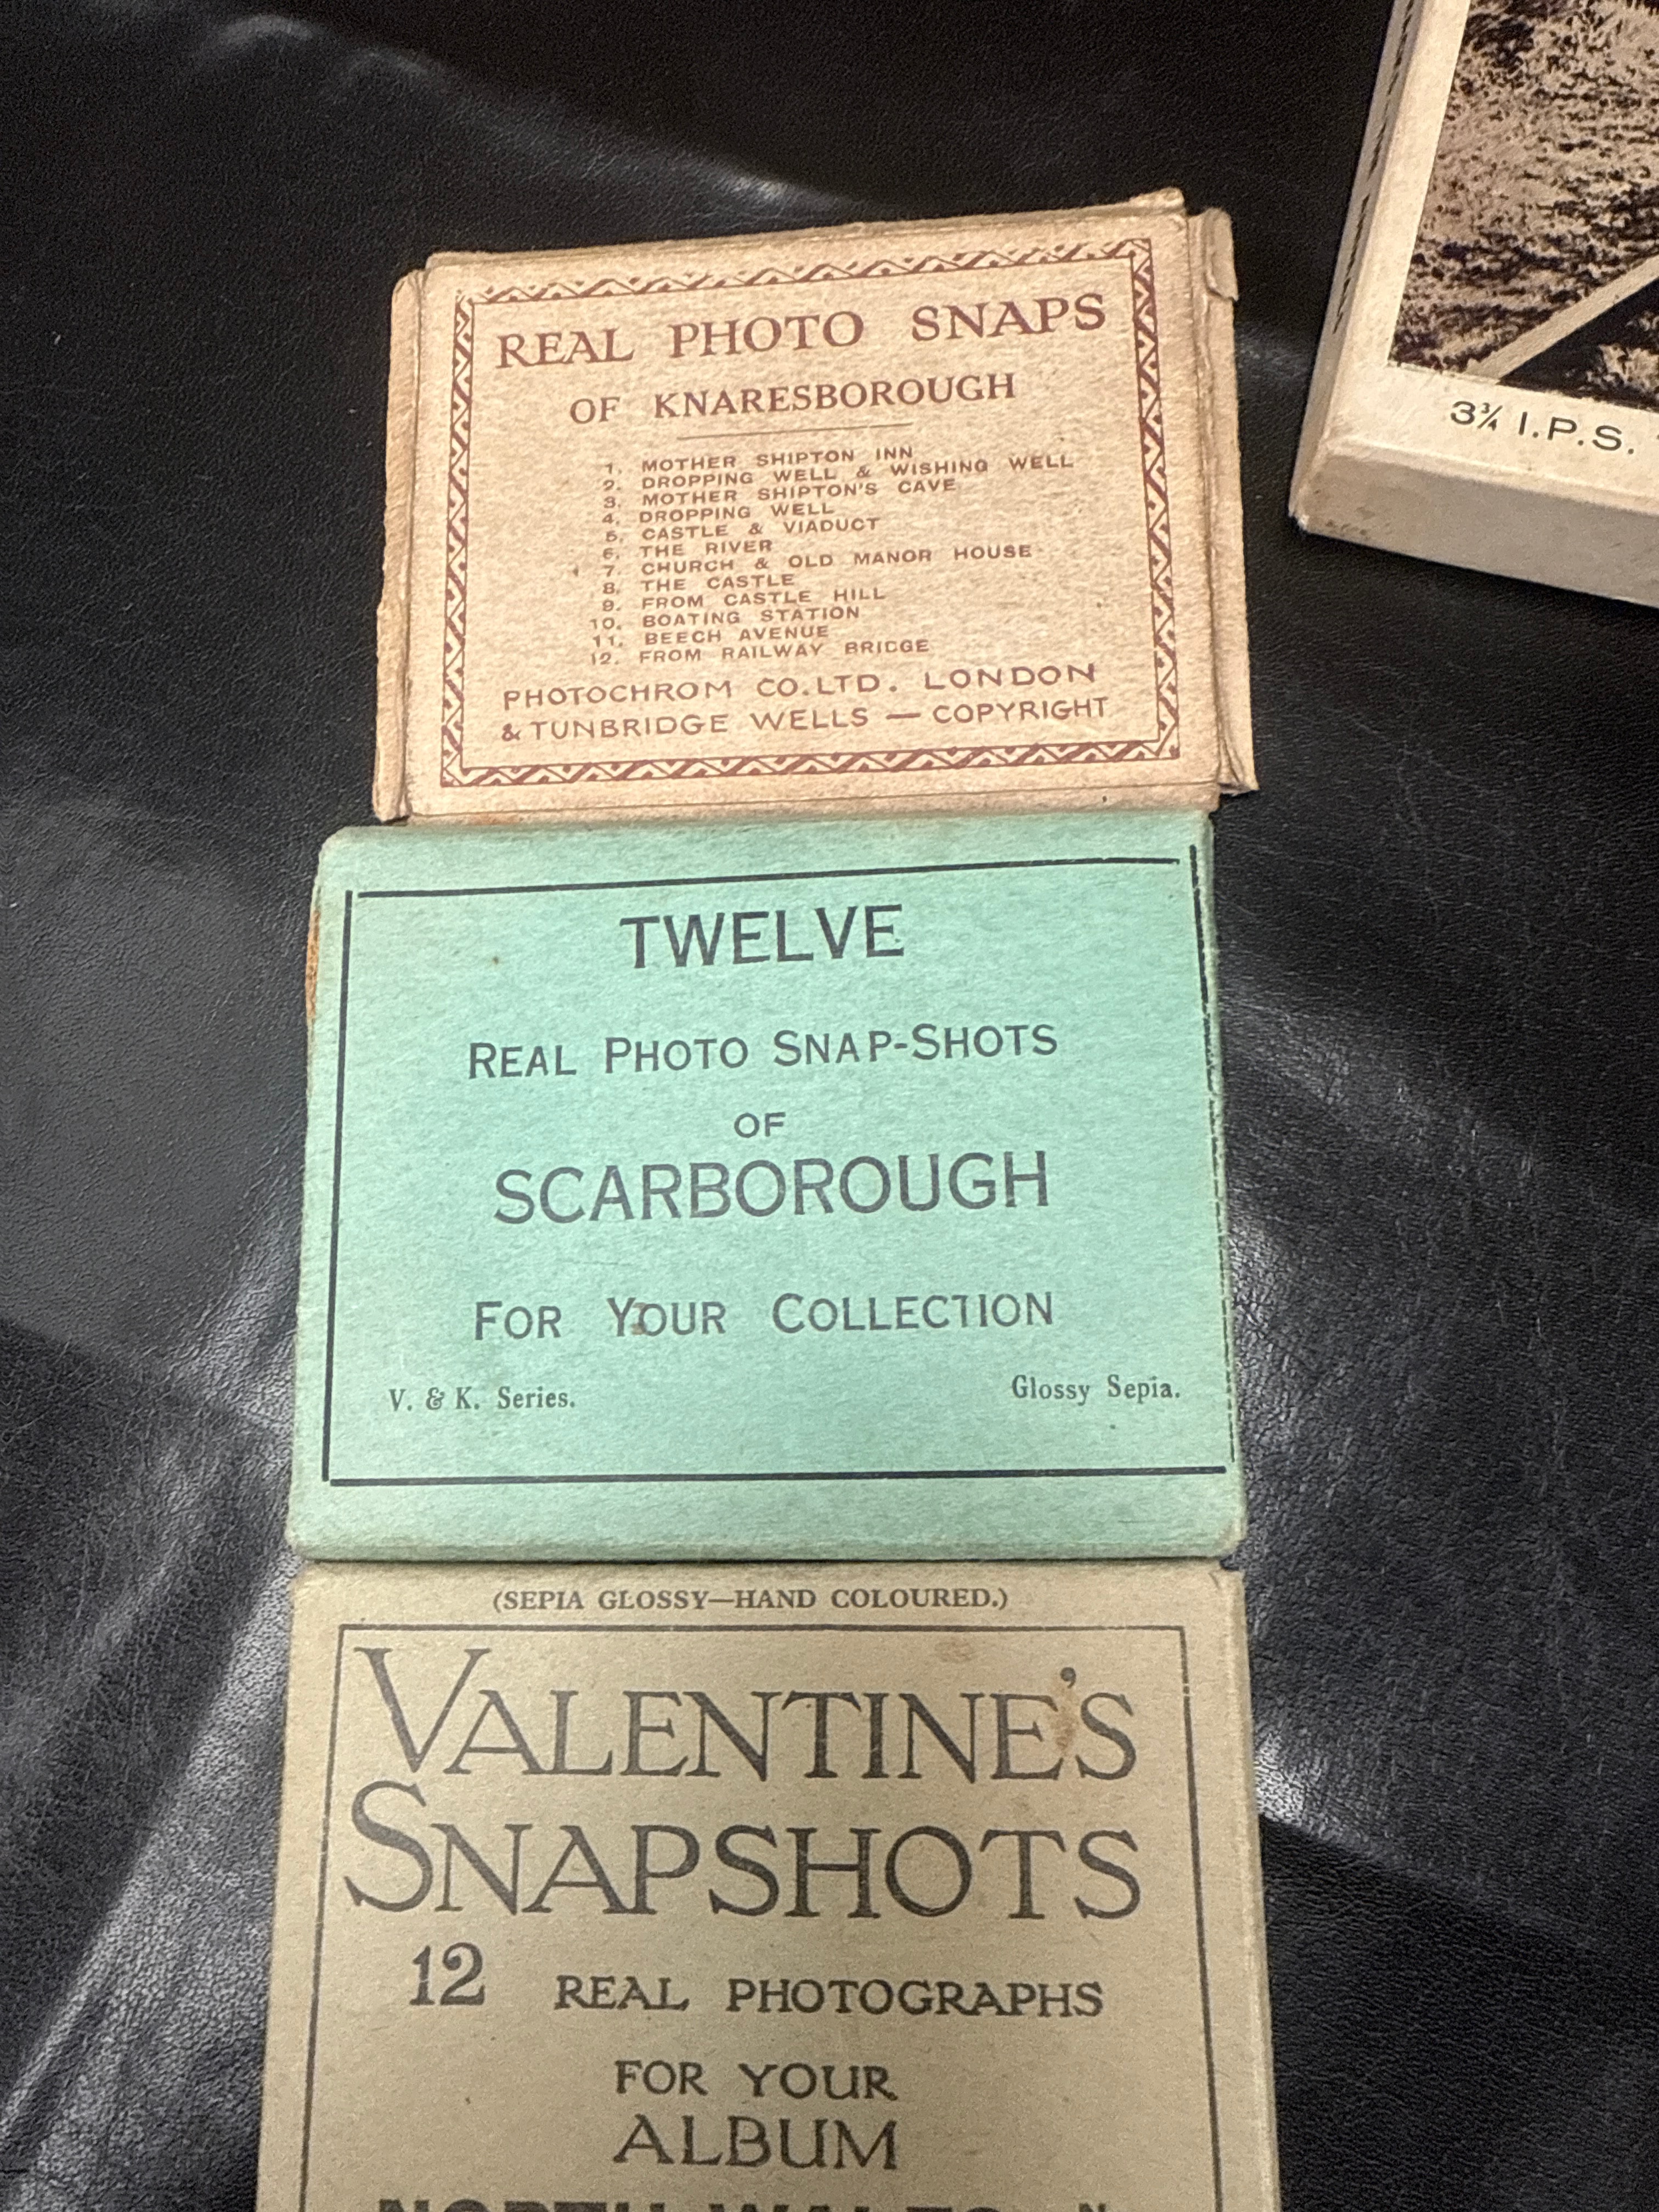 REAL PHOTO SNAPS
OF KNARESBOROUGH
1. MOTHER SHIPTON INN
2. DROPPING WELL & WISHING WELL
3. MOTHER SHIPTON'S CAVE
4. DROPPING WELL
5. CASTLE & VIADUCT
6. THE RIVER
7. CHURCH & OLD MANOR HOUSE
8. THE CASTLE
9. FROM CASTLE HILL
10. BOATING STATION
11. BEECH AVENUE
12. FROM RAILWAY BRIDGE
PHOTOCHROM CO. LTD. LONDON
& TUNBRIDGE WELLS — COPYRIGHT
3¾ I.P.S.
TWELVE
REAL PHOTO SNAP-SHOTS
OF
SCARBOROUGH
FOR YOUR COLLECTION
V. & K. Series. Glossy Sepia.
(SEPIA GLOSSY—HAND COLOURED.)
VALENTINE'S
SNAPSHOTS
12 REAL PHOTOGRAPHS
FOR YOUR
ALBUM
NORTH WALES